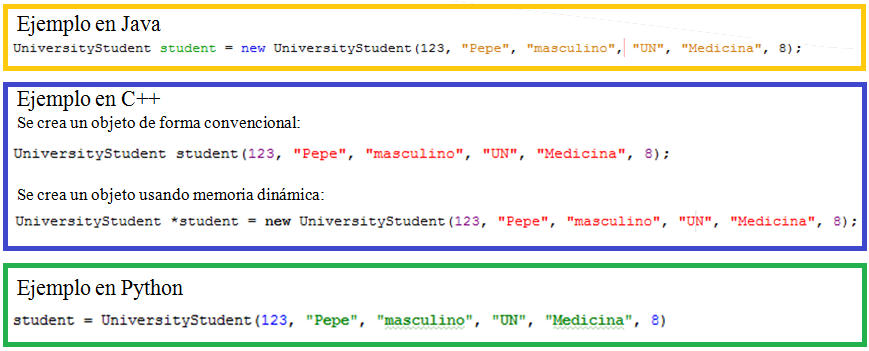 Ejemplo en Java
UniversityStudent student = new UniversityStudent(123, "Pepe", "masculino", "UN", "Medicina", 8);
Ejemplo en C++
Se crea un objeto de forma convencional:
UniversityStudent student(123, "Pepe", "masculino", "UN", "Medicina", 8);
Se crea un objeto usando memoria dinámica:
UniversityStudent *student = new UniversityStudent(123, "Pepe", "masculino", "UN", "Medicina", 8);
Ejemplo en Python
student = UniversityStudent(123, "Pepe", "masculino", "UN", "Medicina", 8)